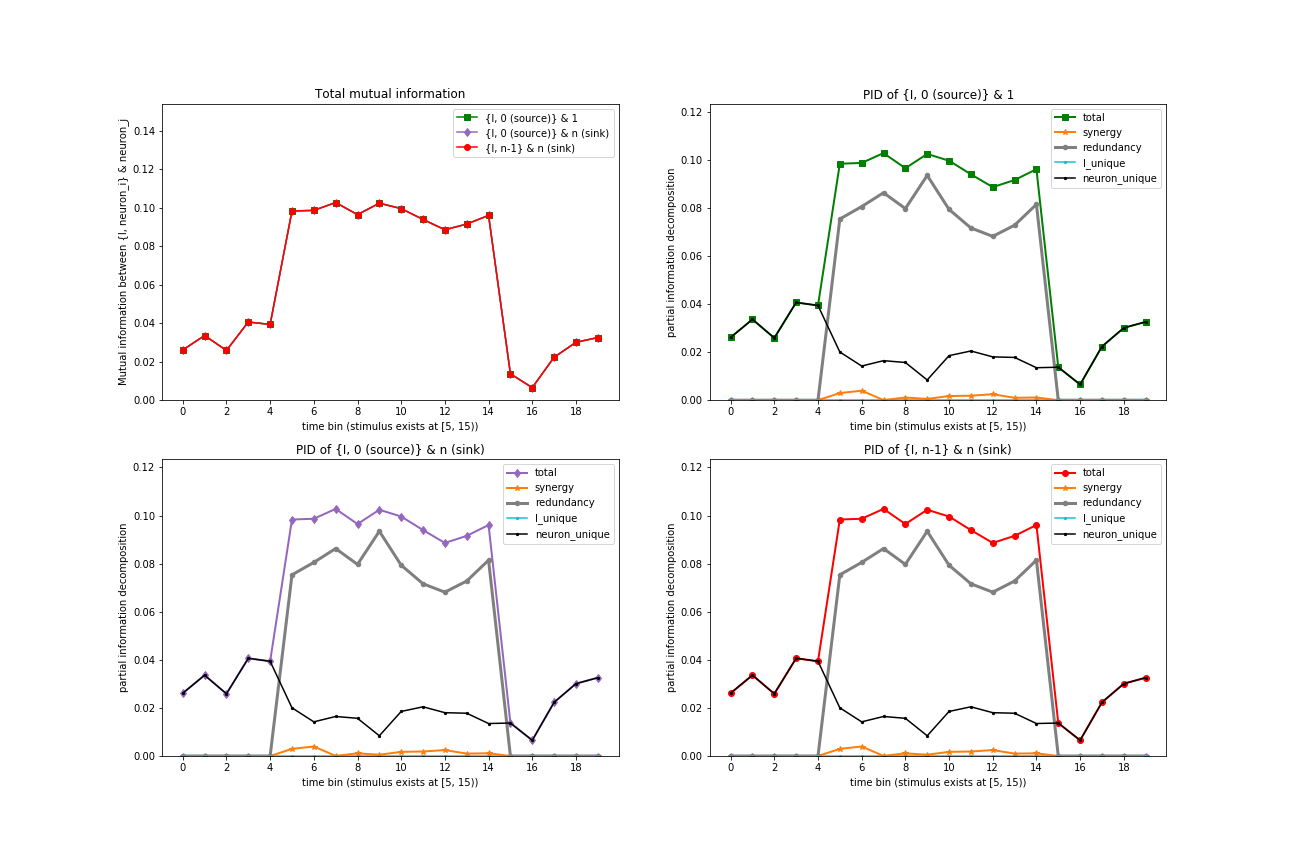 Total mutual information
Mutual information between {I, neuron_i} & neuron_j
0.14
0.12
0.10
0.08
0.06
0.04
0.02
0.00
{I, 0 (source)} & 1
{I, 0 (source)} & n (sink)
{I, n-1} & n (sink)
0 2 4 6 8 10 12 14 16 18
time bin (stimulus exists at [5, 15))
PID of {I, 0 (source)} & 1
partial information decomposition
0.12
0.10
0.08
0.06
0.04
0.02
0.00
total
synergy
redundancy
I_unique
neuron_unique
0 2 4 6 8 10 12 14 16 18
time bin (stimulus exists at [5, 15))
PID of {I, 0 (source)} & n (sink)
partial information decomposition
0.12
0.10
0.08
0.06
0.04
0.02
0.00
total
synergy
redundancy
I_unique
neuron_unique
0 2 4 6 8 10 12 14 16 18
time bin (stimulus exists at [5, 15))
PID of {I, n-1} & n (sink)
partial information decomposition
0.12
0.10
0.08
0.06
0.04
0.02
0.00
total
synergy
redundancy
I_unique
neuron_unique
0 2 4 6 8 10 12 14 16 18
time bin (stimulus exists at [5, 15))